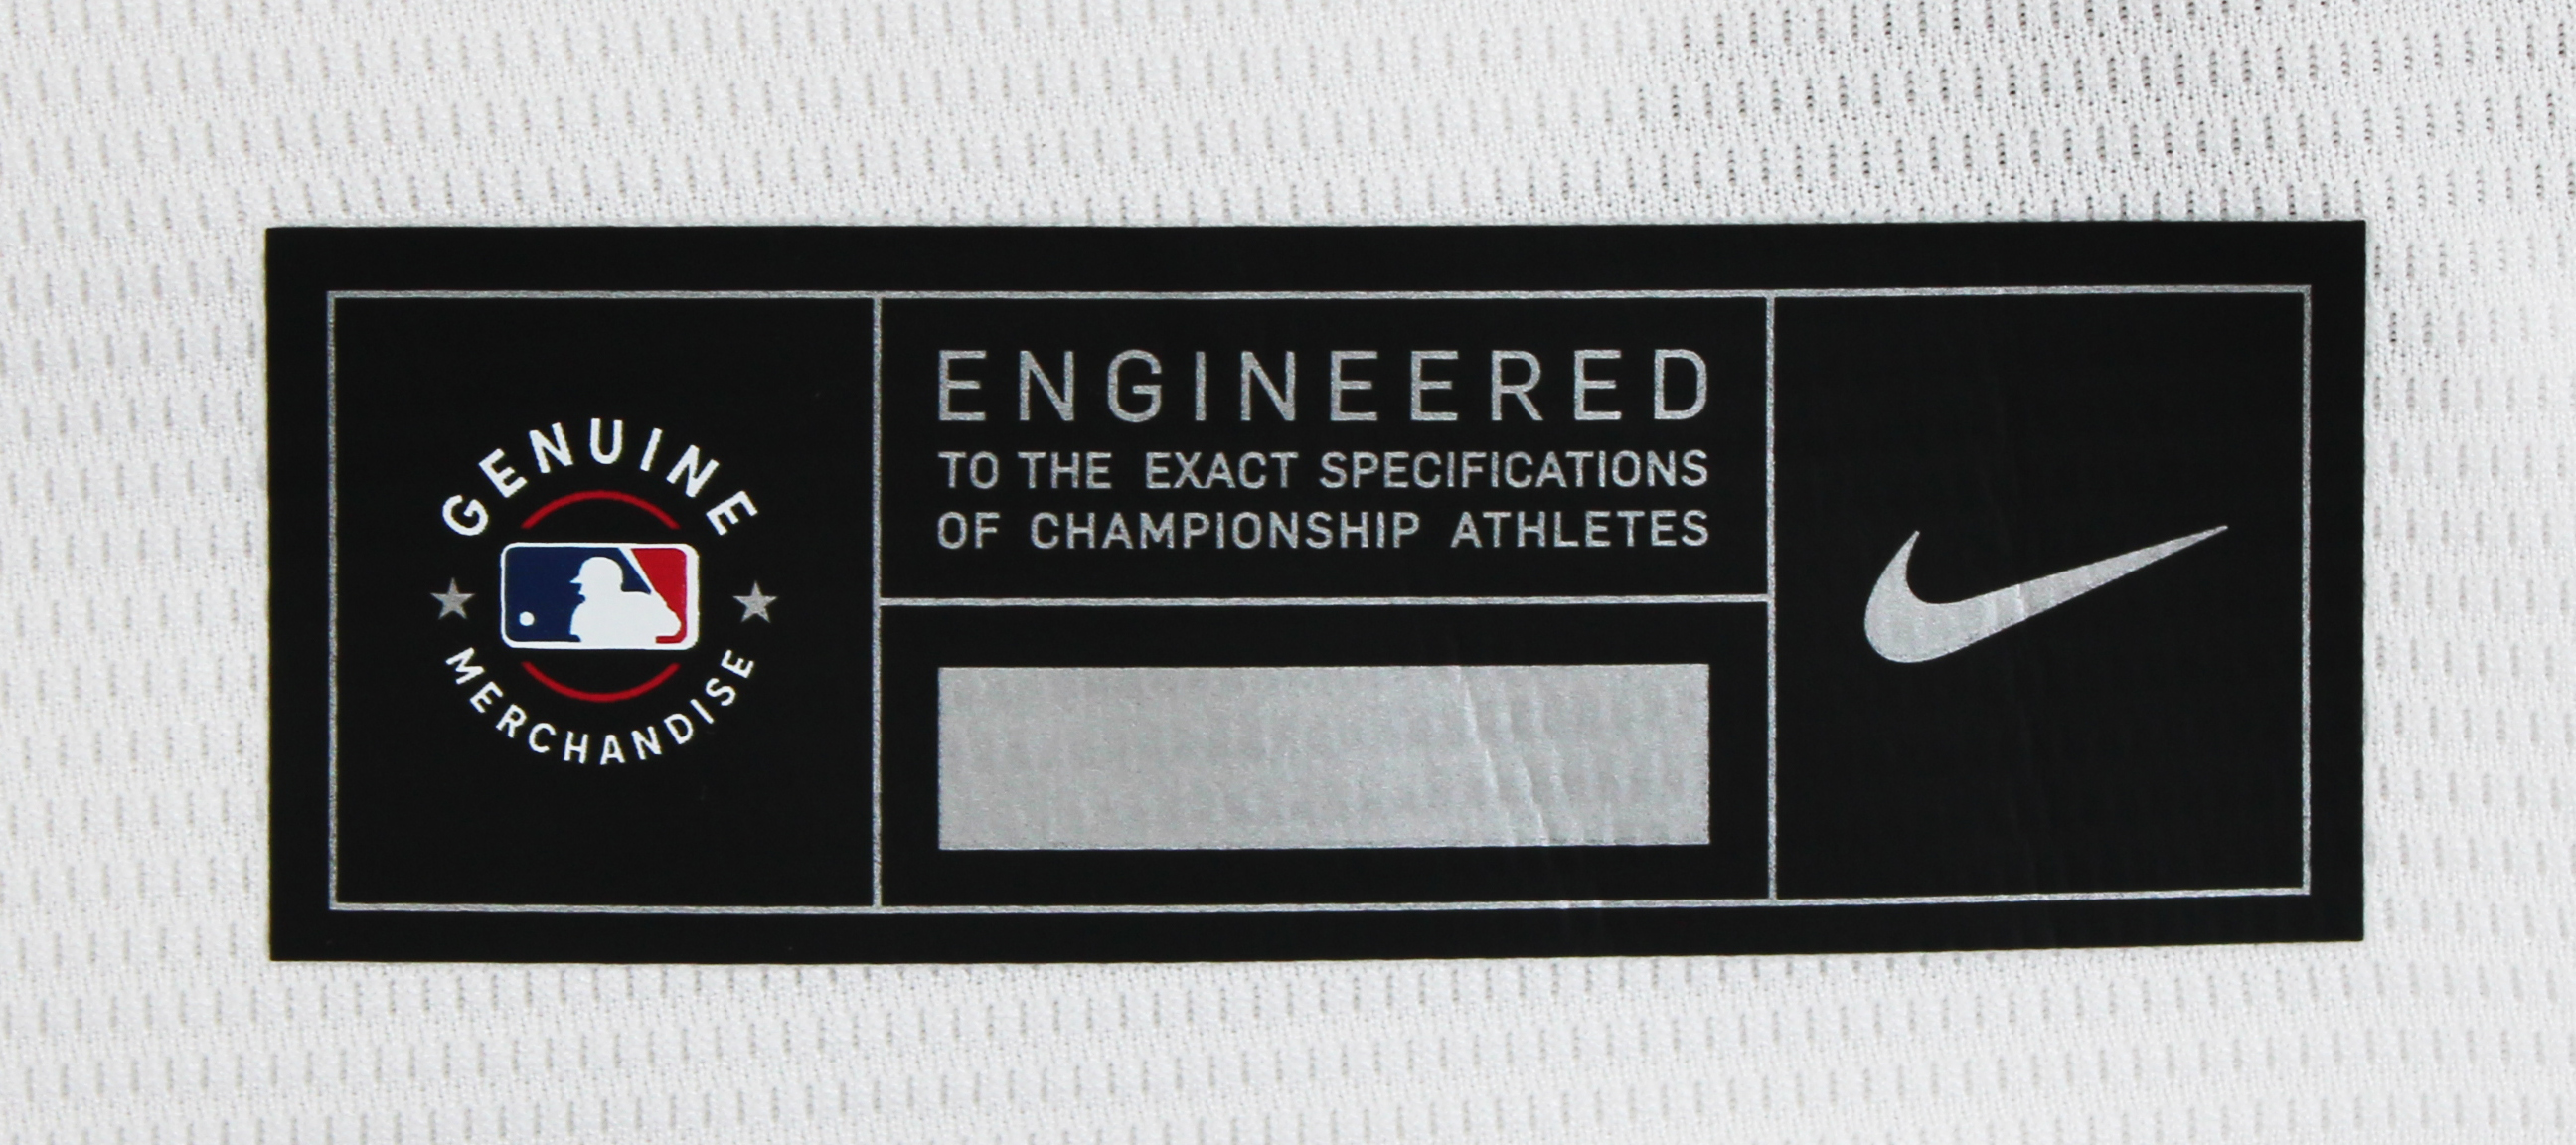 GENUINE
MERCHANDISE
ENGINEERED
TO THE EXACT SPECIFICATIONS
OF CHAMPIONSHIP ATHLETES